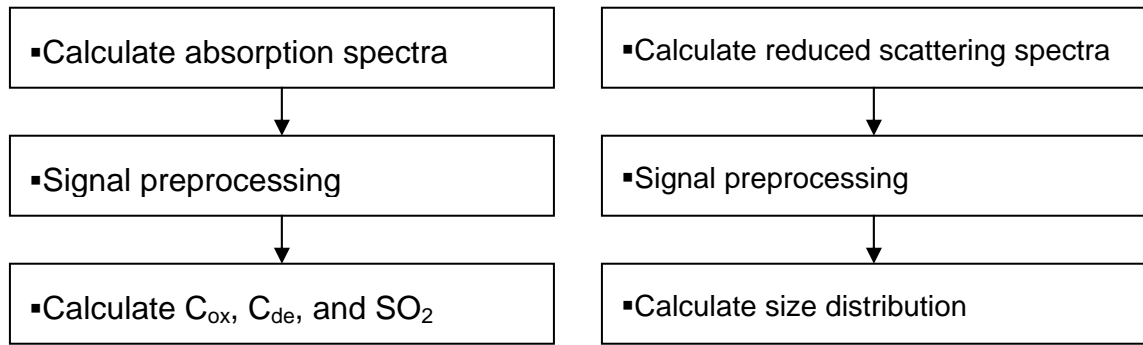 ▪Calculate absorption spectra
▪Signal preprocessing
▪Calculate Cox, Cde, and SO2
▪Calculate reduced scattering spectra
▪Signal preprocessing
▪Calculate size distribution